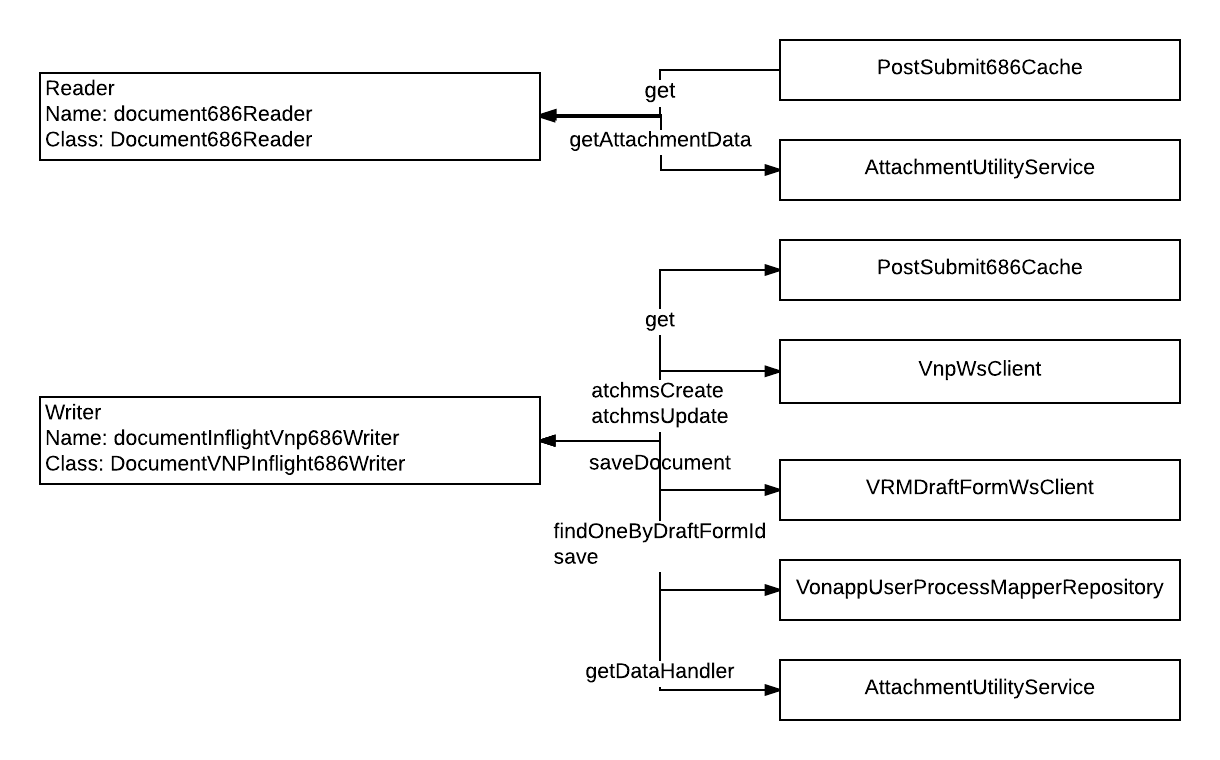 PostSubmit686Cache
Reader
Name: document686Reader
Class: Document686Reader
get
getAttachmentData
AttachmentUtilityService
PostSubmit686Cache
get
VnpWsClient
atchmsCreate
atchmsUpdate
Writer
Name: documentInflightVnp686Writer
Class: DocumentVNPInflight686Writer
saveDocument
VRMDraftFormWsClient
findOneByDraftFormId
save
VonappUserProcessMapperRepository
getDataHandler
AttachmentUtilityService